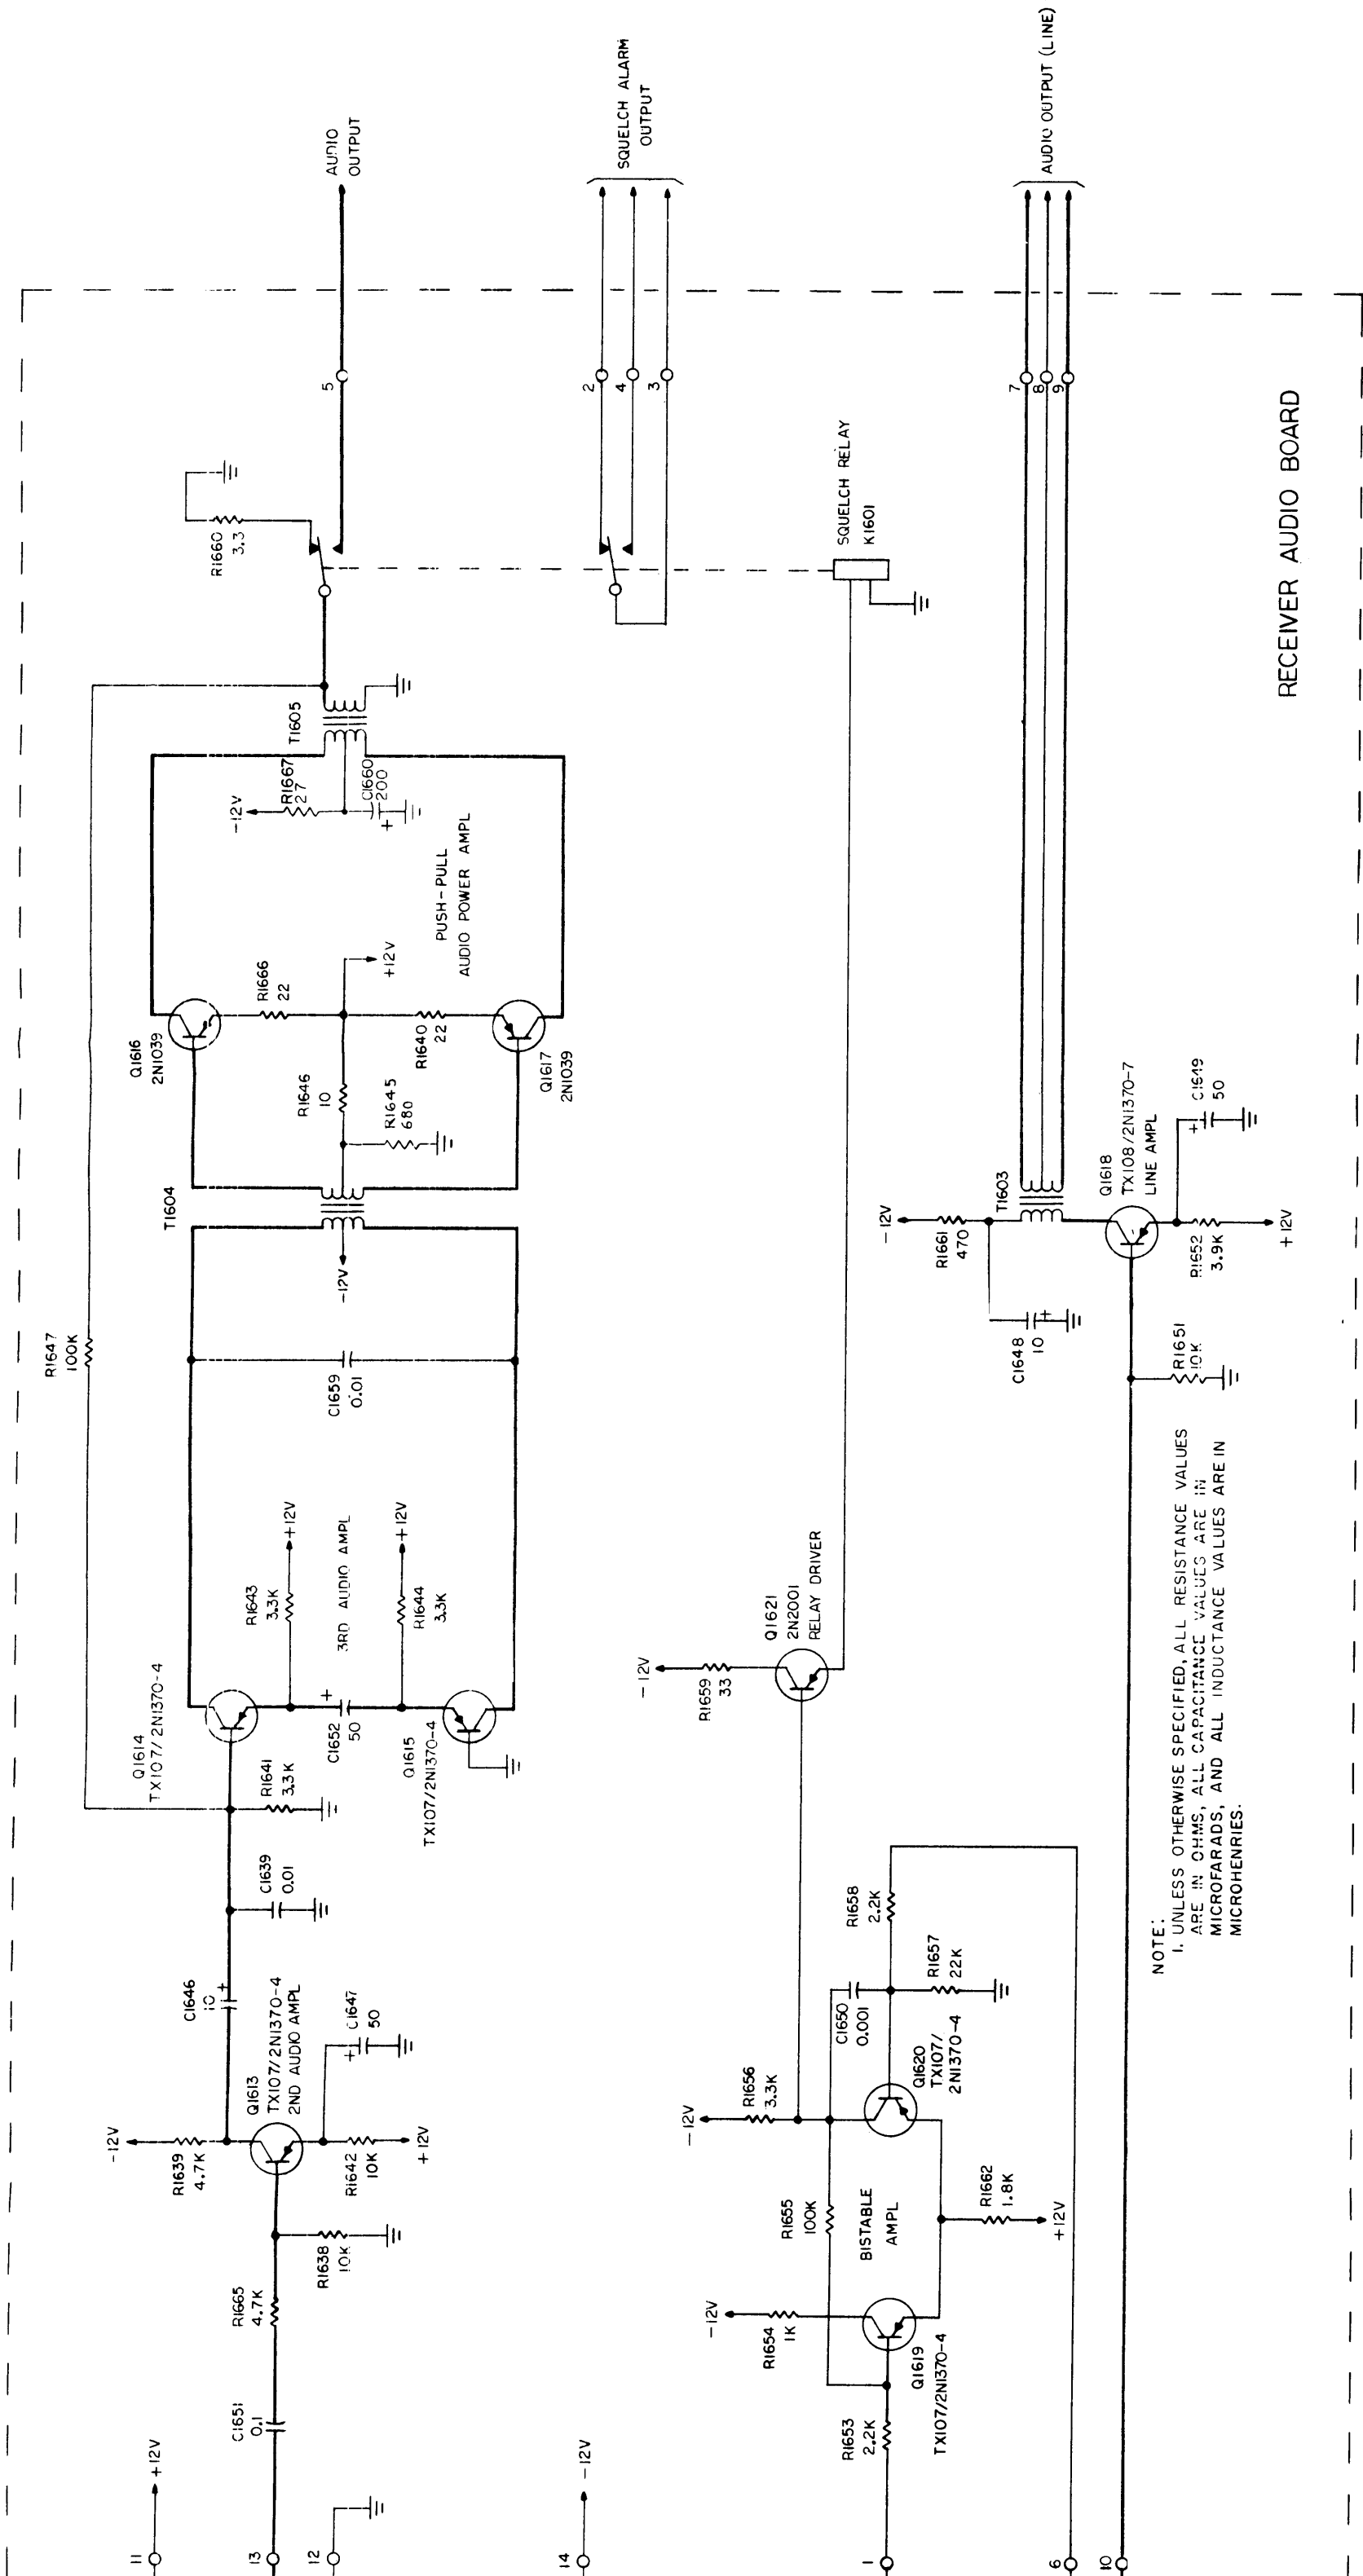 11
+12V
13
12
14
-12V
1
6
10
C1651
0.1
R1665
4.7K
R1638
10K
-12V
R1639
4.7K
Q1613
TX107/2N1370-4
2ND AUDIO AMPL
R1642
10K
+12V
C1647
50
+
C1646
10
+
C1639
0.01
R1641
3.3K
Q1614
TX107/2N1370-4
R1643
3.3K
+12V
C1652
50
+
3RD AUDIO AMPL
R1644
3.3K
+12V
Q1615
TX107/2N1370-4
R1647
100K
C1659
0.01
-12V
T1604
R1646
10
R1645
680
Q1616
2N1039
R1666
22
+12V
R1640
22
Q1617
2N1039
PUSH-PULL
AUDIO POWER AMPL
-12V
R1667
27
C1660
200
+
T1605
R1660
3.3
5
AUDIO
OUTPUT
2
4
3
SQUELCH ALARM
OUTPUT
SQUELCH RELAY
K1601
R1653
2.2K
Q1619
TX107/2N1370-4
-12V
R1654
1K
R1655
100K
BISTABLE
AMPL
R1662
1.8K
+12V
-12V
R1656
3.3K
Q1620
TX107/
2N1370-4
C1650
0.001
R1657
22K
R1658
2.2K
-12V
R1659
33
Q1621
2N2001
RELAY DRIVER
R1651
10K
C1648
10
+
-12V
R1661
470
T1603
Q1618
TX108/2N1370-7
LINE AMPL
R1652
3.9K
+12V
C1649
50
+
7
8
9
AUDIO OUTPUT (LINE)
NOTE:
1. UNLESS OTHERWISE SPECIFIED, ALL RESISTANCE VALUES
ARE IN OHMS, ALL CAPACITANCE VALUES ARE IN
MICROFARADS, AND ALL INDUCTANCE VALUES ARE IN
MICROHENRIES.
RECEIVER AUDIO BOARD